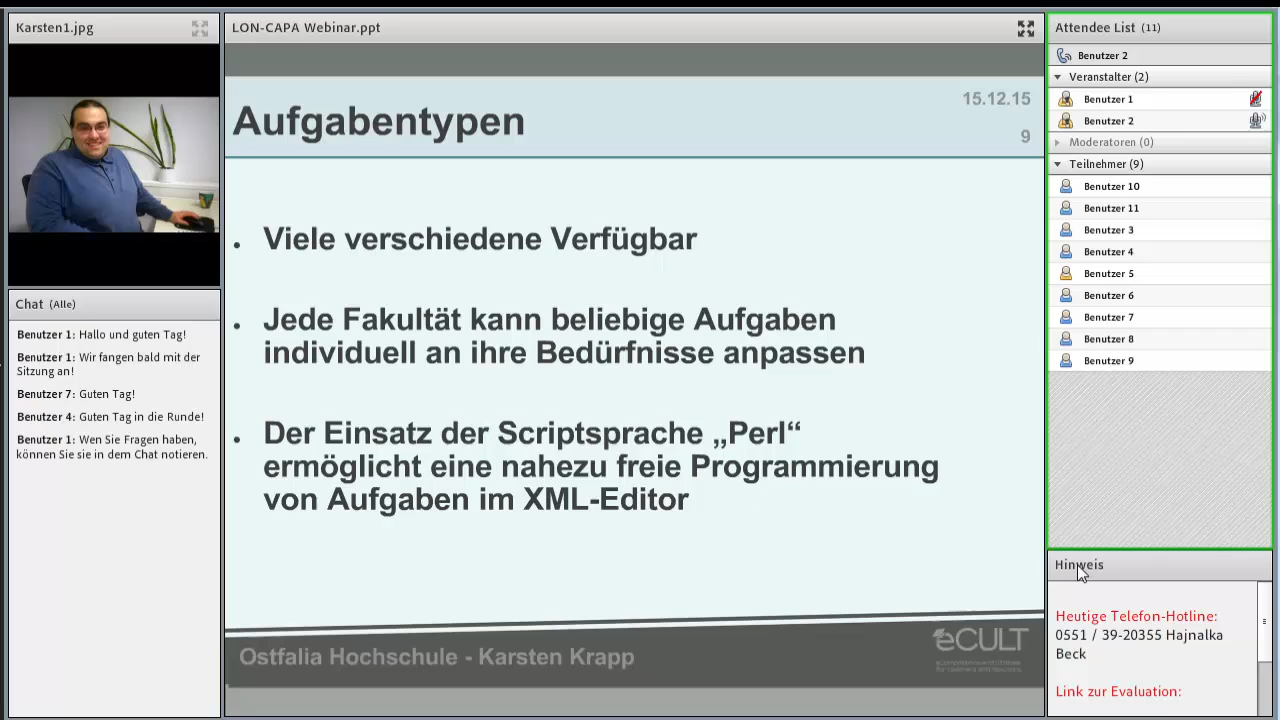 Karsten1.jpg
Chat (Alle)
Benutzer 1: Hallo und guten Tag!
Benutzer 1: Wir fangen bald mit der
Sitzung an!
Benutzer 7: Guten Tag!
Benutzer 4: Guten Tag in die Runde!
Benutzer 1: Wen Sie Fragen haben,
können Sie sie in dem Chat notieren.
LON-CAPA Webinar.ppt
Aufgabentypen
15.12.15
9
• Viele verschiedene Verfügbar
• Jede Fakultät kann beliebige Aufgaben
individuell an ihre Bedürfnisse anpassen
• Der Einsatz der Scriptsprache „Perl“
ermöglicht eine nahezu freie Programmierung
von Aufgaben im XML-Editor
Ostfalia Hochschule - Karsten Krapp
eCULT
Attendee List (11)
Benutzer 2
Veranstalter (2)
Benutzer 1
Benutzer 2
Moderatoren (0)
Teilnehmer (9)
Benutzer 10
Benutzer 11
Benutzer 3
Benutzer 4
Benutzer 5
Benutzer 6
Benutzer 7
Benutzer 8
Benutzer 9
Hinweis
Heutige Telefon-Hotline:
0551 / 39-20355 Hajnalka
Beck
Link zur Evaluation: